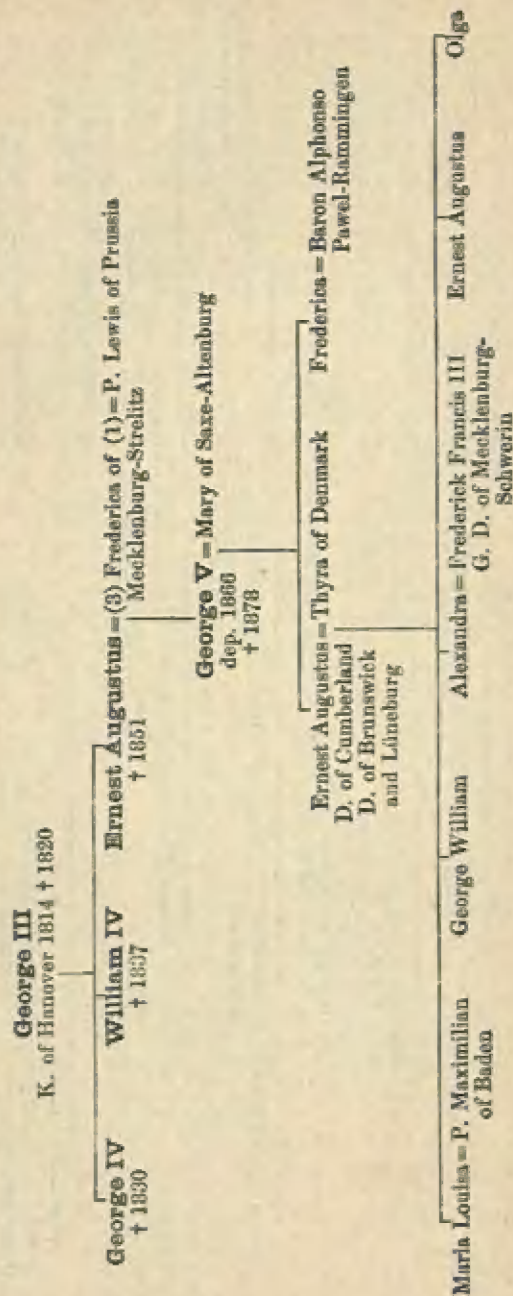 George III
K. of Hanover 1814 † 1820
George IV
† 1830
William IV
† 1837
Ernest Augustus = (3) Frederica of (1) = P. Lewis of Prussia
† 1851
Mecklenburg-Strelitz
George V = Mary of Saxe-Altenburg
dep. 1866
† 1878
Ernest Augustus = Thyra of Denmark
D. of Cumberland
D. of Brunswick
and Lüneburg
Frederica = Baron Alphonso
Pawel-Rammingen
Maria Louisa = P. Maximilian
of Baden
George William
Alexandra = Frederick Francis III
G. D. of Mecklenburg-
Schwerin
Ernest Augustus
Olga